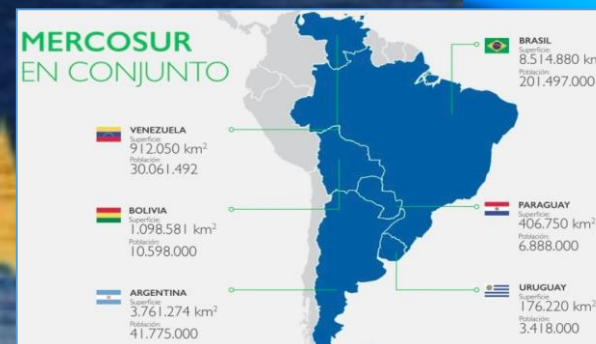 MERCOSUR
EN CONJUNTO
BRASIL
Superficie:
8.514.880 km
Población:
201.497.000
VENEZUELA
Superficie:
912.050 km²
Población:
30.061.492
BOLIVIA
Superficie:
1.098.581 km²
Población:
10.598.000
PARAGUAY
Superficie:
406.750 km²
Población:
6.888.000
ARGENTINA
Superficie:
3.761.274 km²
Población:
41.775.000
URUGUAY
Superficie:
176.220 km²
Población:
3.418.000